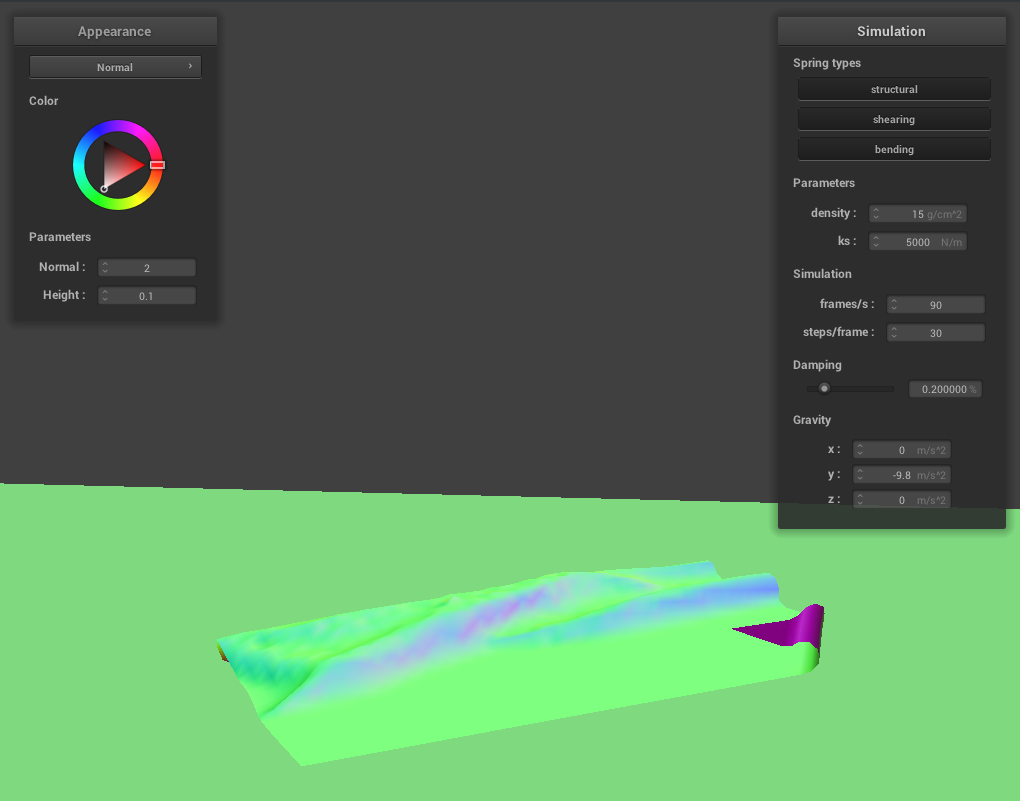 Appearance
Normal
Color
Parameters
Normal : 2
Height : 0.1
Simulation
Spring types
structural
shearing
bending
Parameters
density : 15 g/cm^2
ks : 5000 N/m
Simulation
frames/s : 90
steps/frame : 30
Damping
0.200000 %
Gravity
x : 0 m/s^2
y : -9.8 m/s^2
z : 0 m/s^2